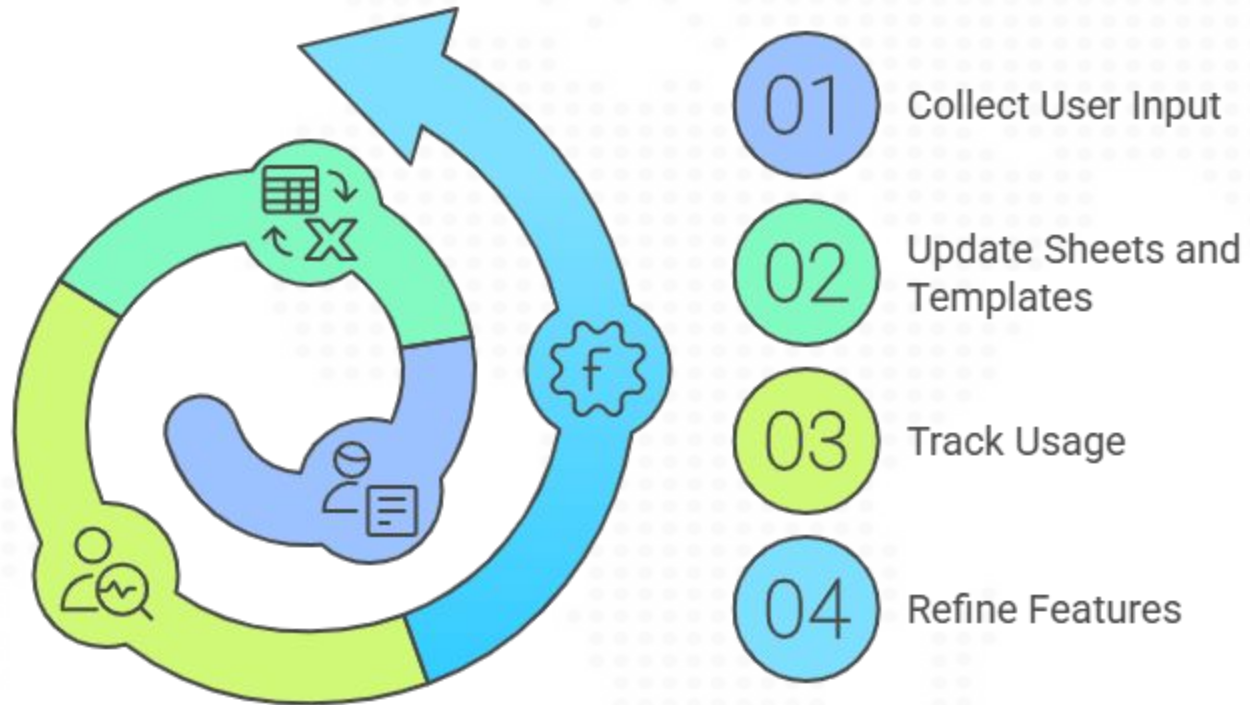 01
Collect User Input
02
Update Sheets and
Templates
f
03
Track Usage
04
Refine Features